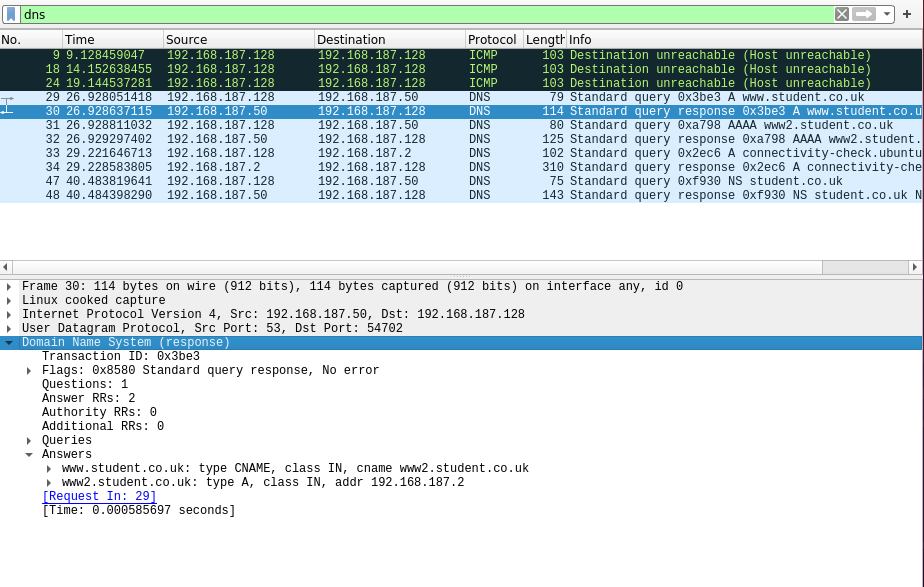 dns
No. Time Source Destination Protocol Length Info
9 9.128459047 192.168.187.128 192.168.187.128 ICMP 103 Destination unreachable (Host unreachable)
18 14.152638455 192.168.187.128 192.168.187.128 ICMP 103 Destination unreachable (Host unreachable)
24 19.144537281 192.168.187.128 192.168.187.128 ICMP 103 Destination unreachable (Host unreachable)
29 26.928051418 192.168.187.128 192.168.187.50 DNS 79 Standard query 0x3be3 A www.student.co.uk
30 26.928637115 192.168.187.50 192.168.187.128 DNS 114 Standard query response 0x3be3 A www.student.co.u
31 26.928811032 192.168.187.128 192.168.187.50 DNS 80 Standard query 0xa798 AAAA www2.student.co.uk
32 26.929297402 192.168.187.50 192.168.187.128 DNS 125 Standard query response 0xa798 AAAA www2.student.
33 29.221646713 192.168.187.128 192.168.187.2 DNS 102 Standard query 0x2ec6 A connectivity-check.ubuntu
34 29.228583805 192.168.187.2 192.168.187.128 DNS 310 Standard query response 0x2ec6 A connectivity-che
47 40.483819641 192.168.187.128 192.168.187.50 DNS 75 Standard query 0xf930 NS student.co.uk
48 40.484398290 192.168.187.50 192.168.187.128 DNS 143 Standard query response 0xf930 NS student.co.uk N
Frame 30: 114 bytes on wire (912 bits), 114 bytes captured (912 bits) on interface any, id 0
Linux cooked capture
Internet Protocol Version 4, Src: 192.168.187.50, Dst: 192.168.187.128
User Datagram Protocol, Src Port: 53, Dst Port: 54702
Domain Name System (response)
Transaction ID: 0x3be3
Flags: 0x8580 Standard query response, No error
Questions: 1
Answer RRs: 2
Authority RRs: 0
Additional RRs: 0
Queries
Answers
www.student.co.uk: type CNAME, class IN, cname www2.student.co.uk
www2.student.co.uk: type A, class IN, addr 192.168.187.2
[Request In: 29]
[Time: 0.000585697 seconds]